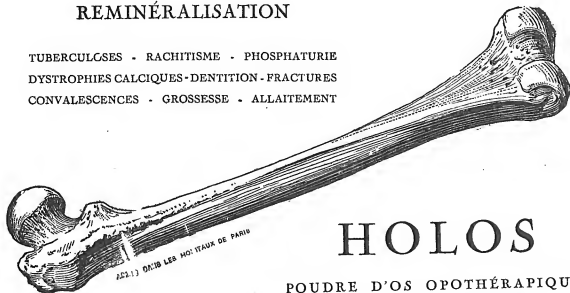 REMINÉRALISATION
TUBERCULOSES - RACHITISME - PHOSPHATURIE
DYSTROPHIES CALCIQUES - DENTITION - FRACTURES
CONVALESCENCES - GROSSESSE - ALLAITEMENT
DANS LES HOPITAUX DE PARIS
HOLOS
POUDRE D'OS OPOTHÉRAPIQU